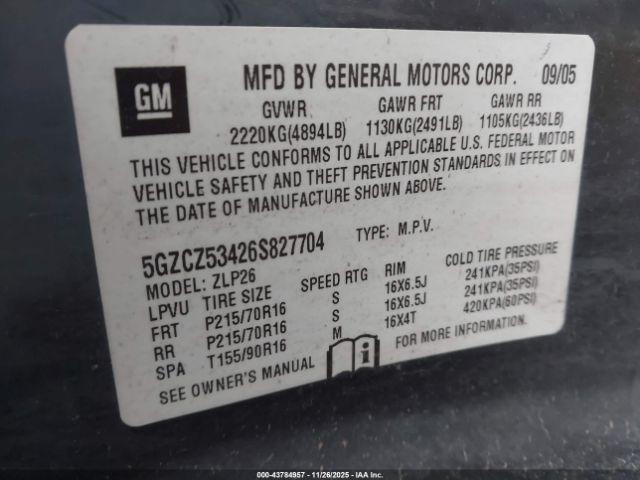 GM
MFD BY GENERAL MOTORS CORP. 09/05
GVWR GAWR FRT GAWR RR
2220KG(4894LB) 1130KG(2491LB) 1105KG(2436LB)
THIS VEHICLE CONFORMS TO ALL APPLICABLE U.S. FEDERAL MOTOR
VEHICLE SAFETY AND THEFT PREVENTION STANDARDS IN EFFECT ON
THE DATE OF MANUFACTURE SHOWN ABOVE.
5GZCZ53426S827704 TYPE: M.P.V.
MODEL: ZLP26
LPVU TIRE SIZE SPEED RTG RIM COLD TIRE PRESSURE
FRT P215/70R16 S 16X6.5J 241KPA(35PSI)
RR P215/70R16 S 16X6.5J 241KPA(35PSI)
SPA T155/90R16 M 16X4T 420KPA(60PSI)
SEE OWNER'S MANUAL i FOR MORE INFORMATION.
000-43784957 - 11/26/2025 - IAA Inc.